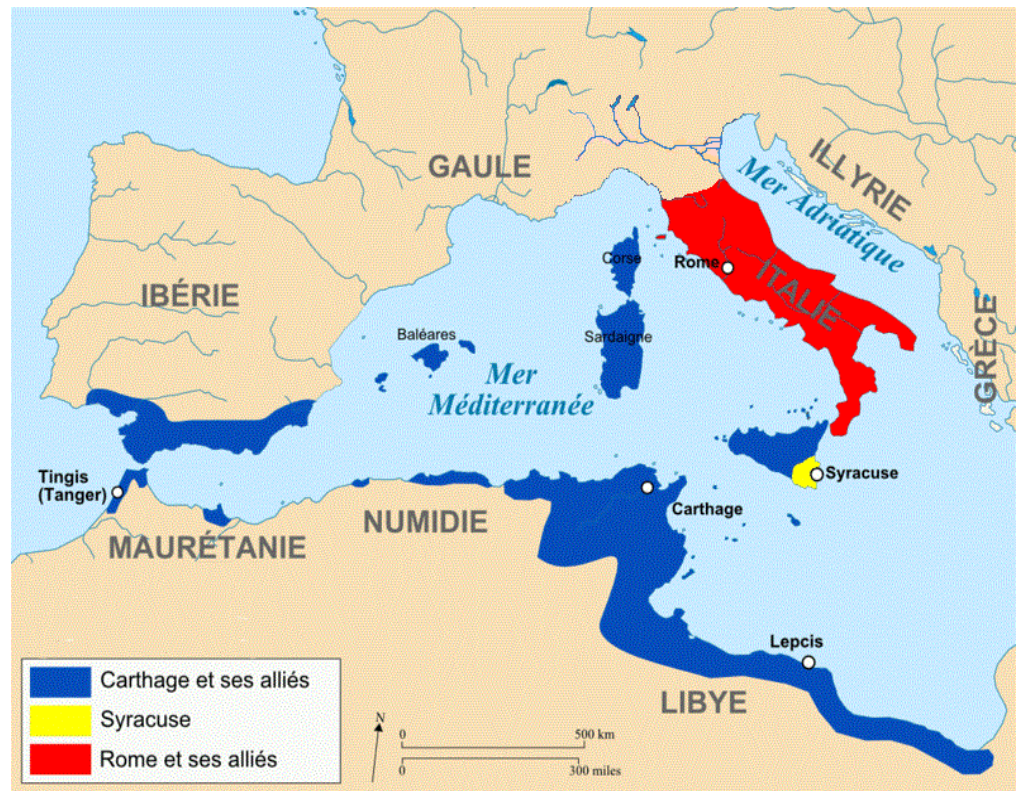 GAULE
ILLYRIE
Mer Adriatique
IBÉRIE
Corse
Rome
ITALIE
Baléares
Sardaigne
GRÈCE
Mer
Méditerranée
Tingis
(Tanger)
Syracuse
Carthage
NUMIDIE
MAURÉTANIE
Lepcis
LIBYE
Carthage et ses alliés
Syracuse
Rome et ses alliés
N
0 500 km
0 300 miles